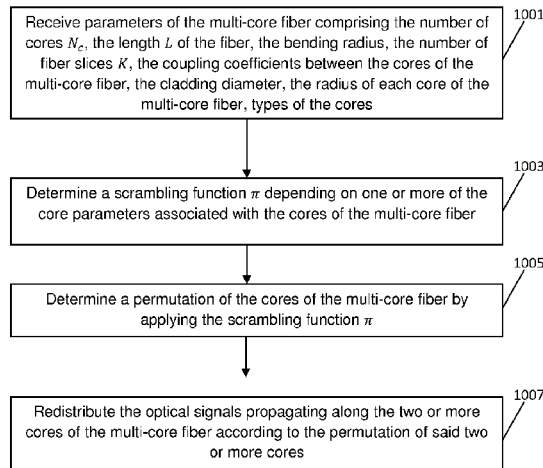 Receive parameters of the multi-core fiber comprising the number of
cores N_c, the length L of the fiber, the bending radius, the number of
fiber slices K, the coupling coefficients between the cores of the
multi-core fiber, the cladding diameter, the radius of each core of the
multi-core fiber, types of the cores
1001
Determine a scrambling function π depending on one or more of the
core parameters associated with the cores of the multi-core fiber
1003
Determine a permutation of the cores of the multi-core fiber by
applying the scrambling function π
1005
Redistribute the optical signals propagating along the two or more
cores of the multi-core fiber according to the permutation of said two
or more cores
1007